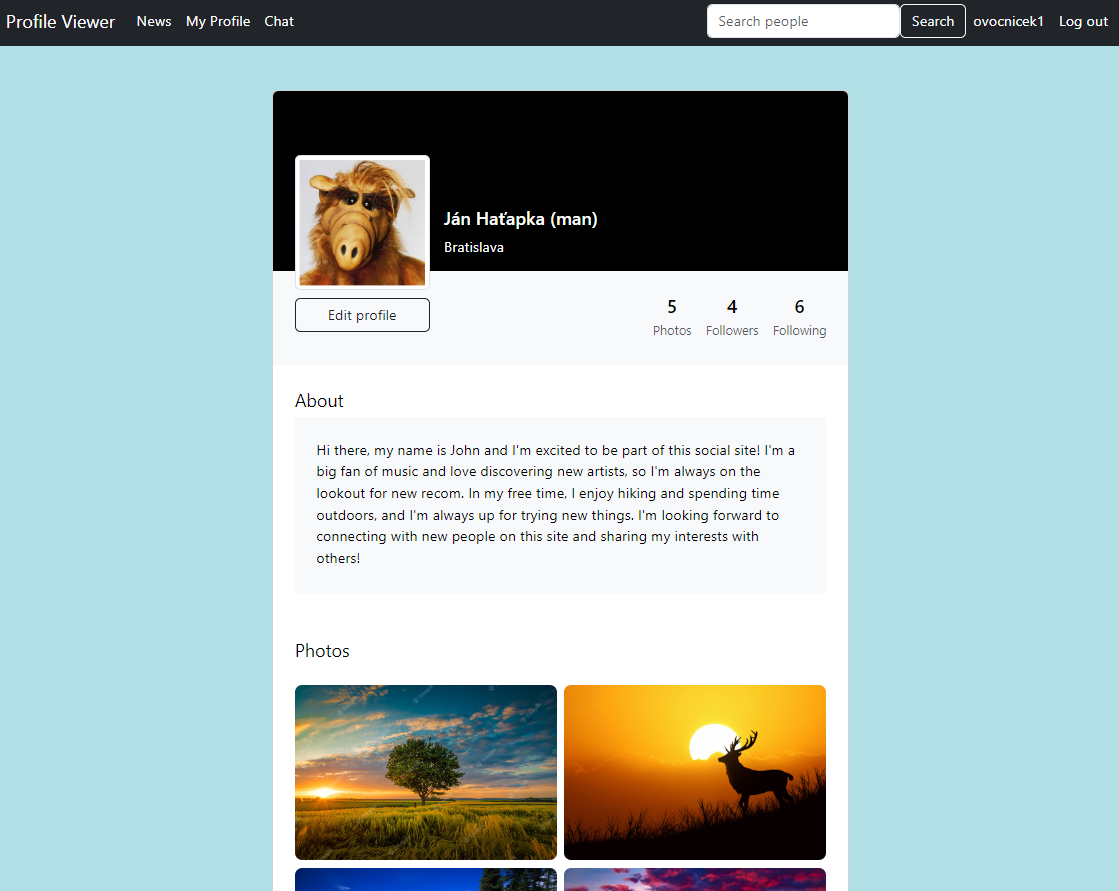 Profile Viewer News My Profile Chat Search people Search ovocnicek1 Log out
Ján Haťapka (man)
Bratislava
Edit profile
5 4 6
Photos Followers Following
About
Hi there, my name is John and I'm excited to be part of this social site! I'm a
big fan of music and love discovering new artists, so I'm always on the
lookout for new recom. In my free time, I enjoy hiking and spending time
outdoors, and I'm always up for trying new things. I'm looking forward to
connecting with new people on this site and sharing my interests with
others!
Photos